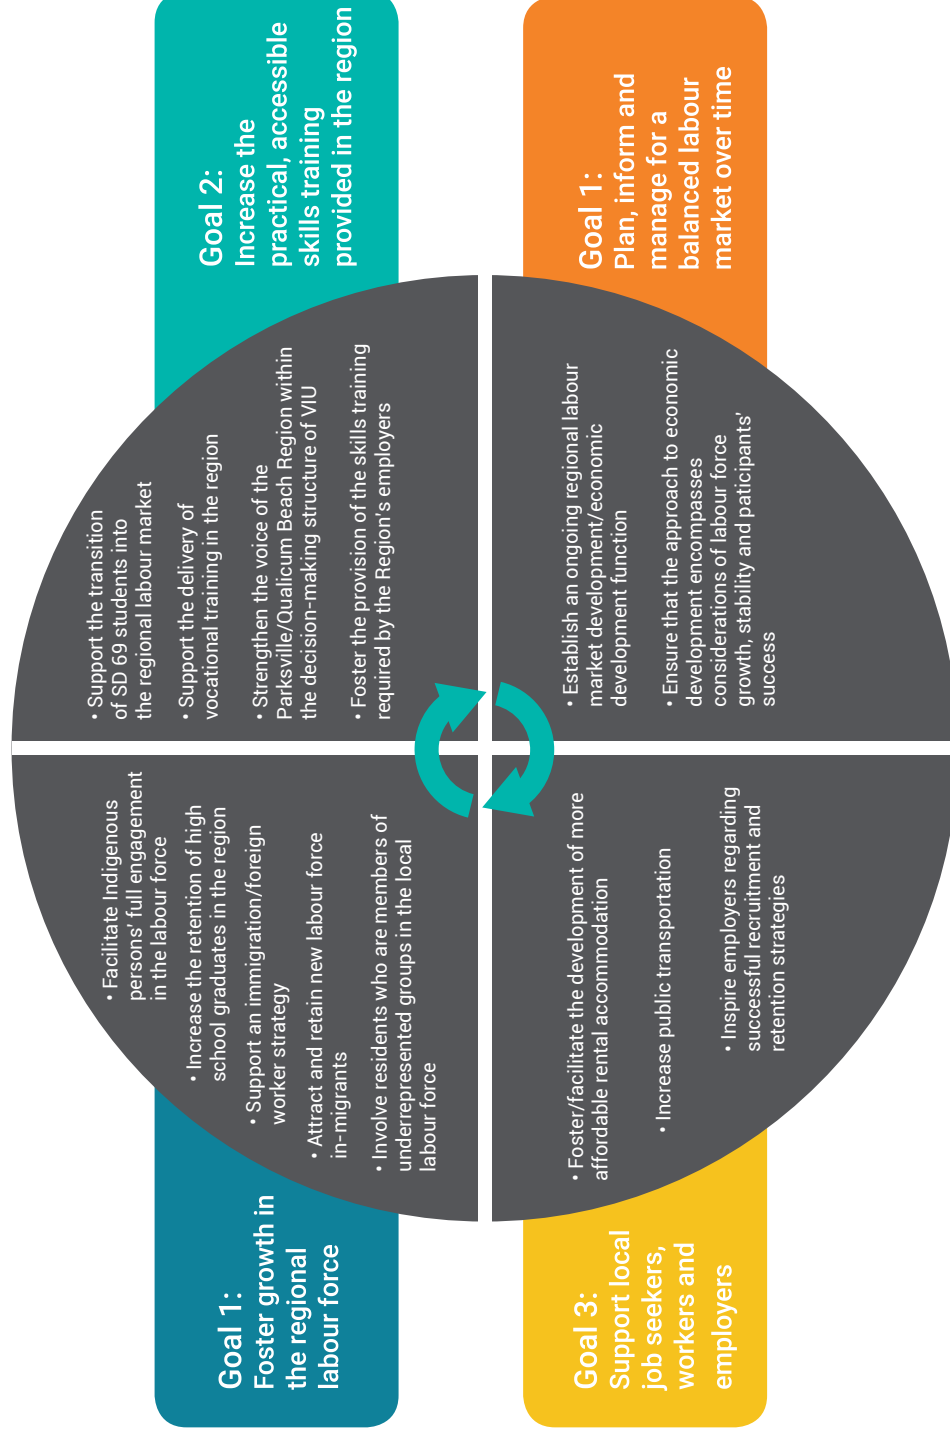 Goal 1:
Foster growth in
the regional
labour force
• Facilitate Indigenous
persons' full engagement
in the labour force
• Increase the retention of high
school graduates in the region
• Support an immigration/foreign
worker strategy
• Attract and retain new labour force
in-migrants
• Involve residents who are members of
underrepresented groups in the local
labour force
Goal 2:
Increase the
practical, accessible
skills training
provided in the region
• Support the transition
of SD 69 students into
the regional labour market
• Support the delivery of
vocational training in the region
• Strengthen the voice of the
Parksville/Qualicum Beach Region within
the decision-making structure of VIU
• Foster the provision of the skills training
required by the Region's employers
Goal 3:
Support local
job seekers,
workers and
employers
• Foster/facilitate the development of more
affordable rental accommodation
• Increase public transportation
• Inspire employers regarding
successful recruitment and
retention strategies
Goal 1:
Plan, inform and
manage for a
balanced labour
market over time
• Establish an ongoing regional labour
market development/economic
development function
• Ensure that the approach to economic
development encompasses
considerations of labour force
growth, stability and paticipants'
success